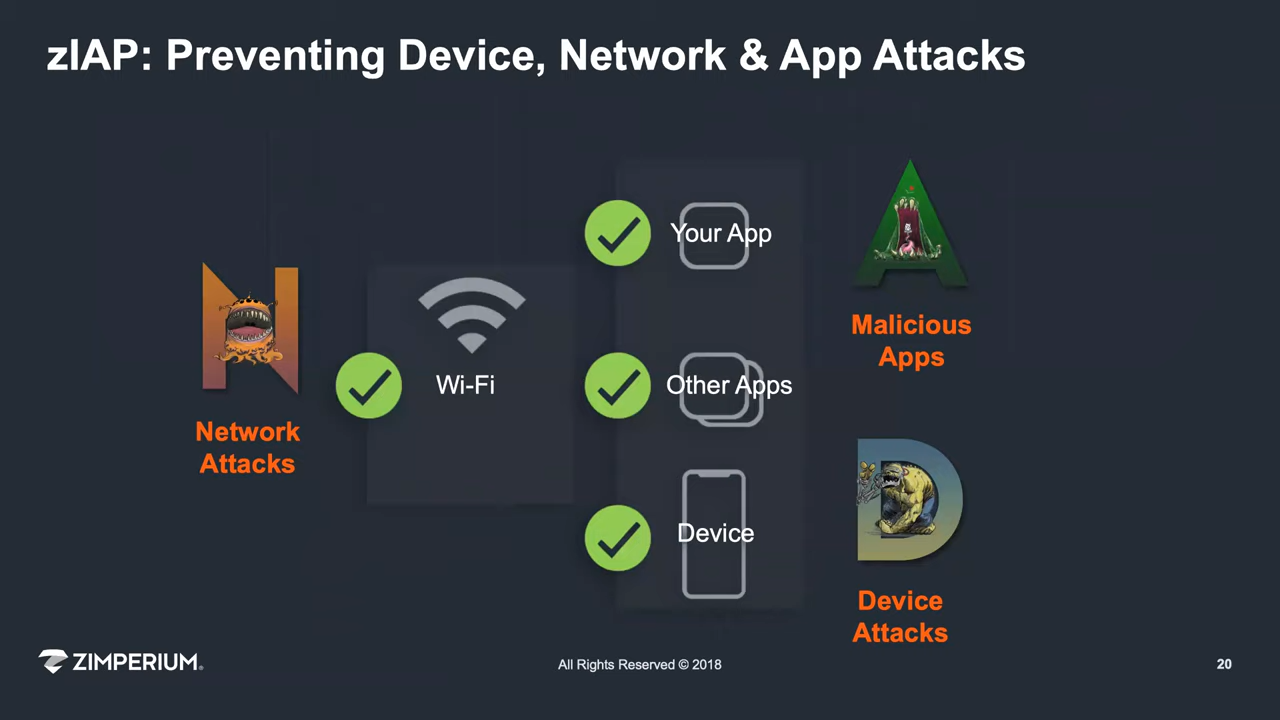 zIAP: Preventing Device, Network & App Attacks
Your App
Malicious
Apps
N
A
Wi-Fi
Other Apps
Network
Attacks
Device
D
Device
Attacks
ZIMPERIUM®
All Rights Reserved © 2018
20